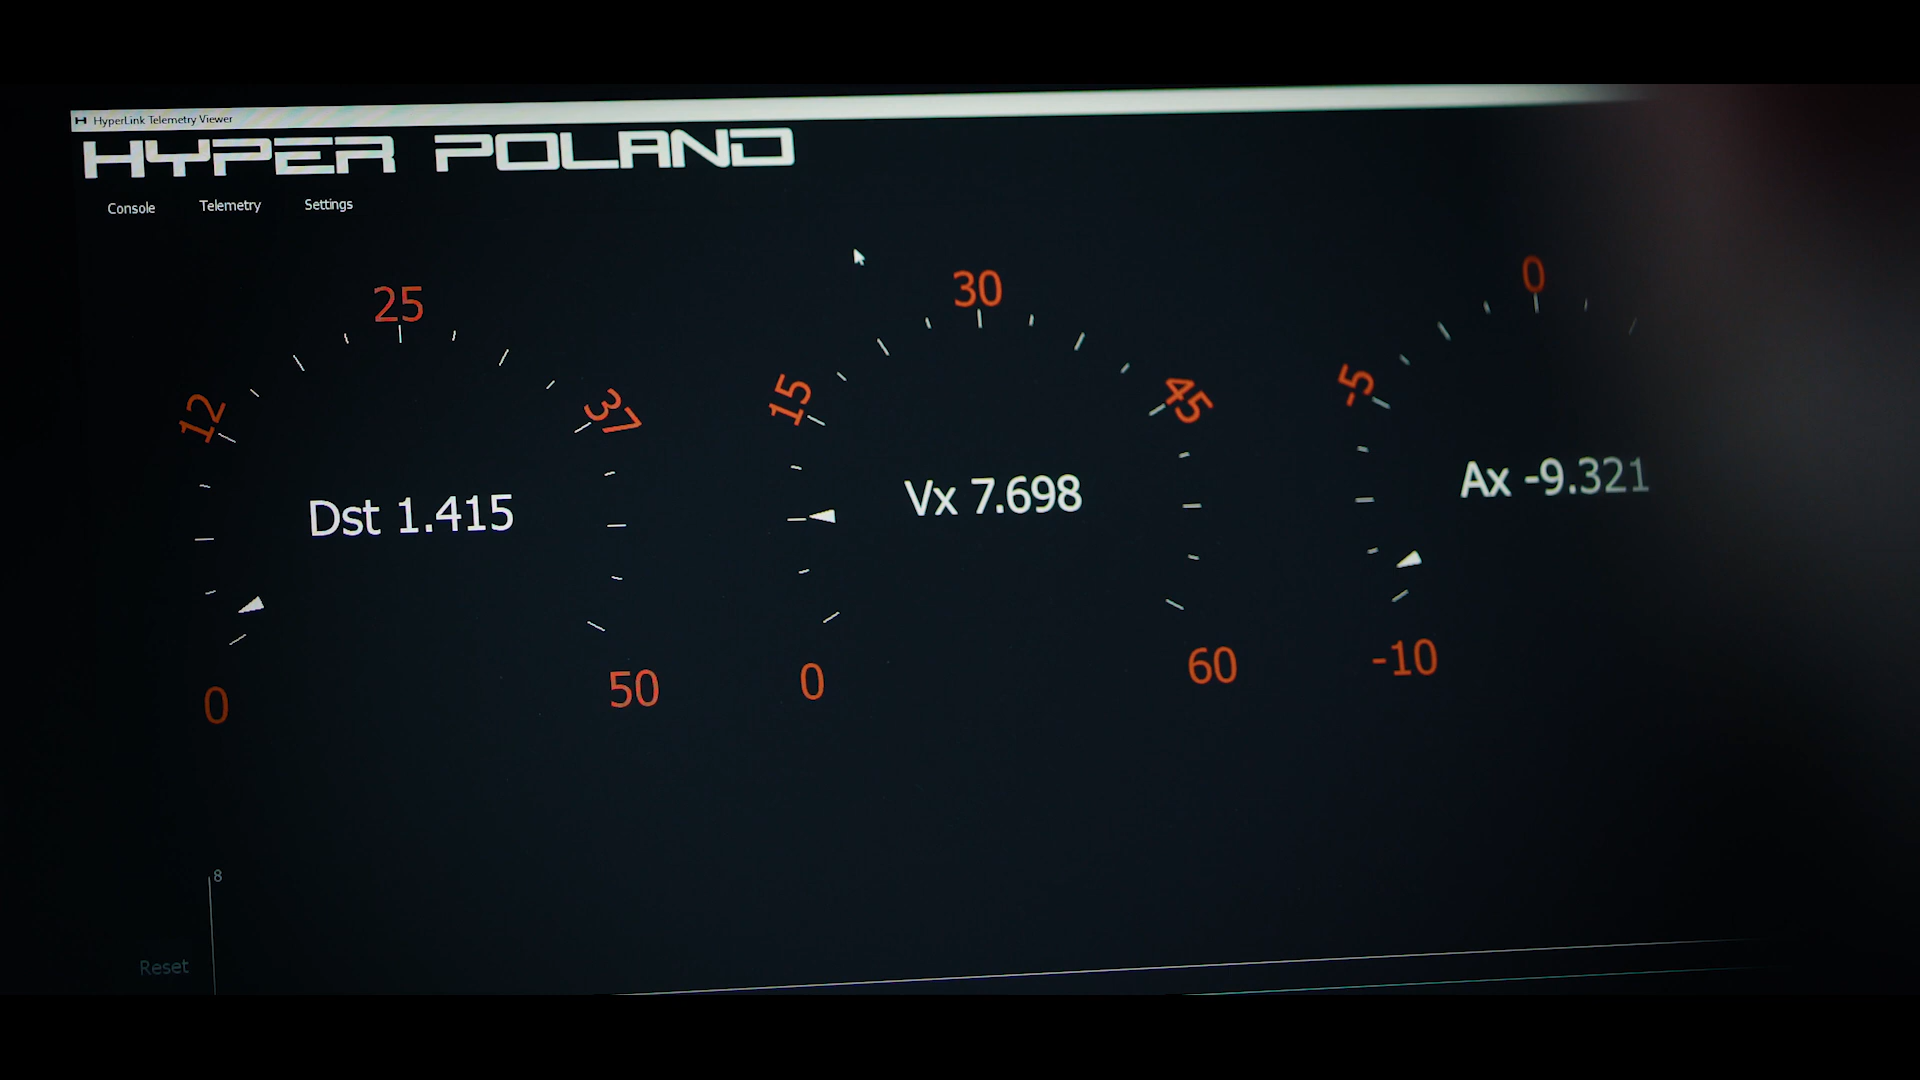 HyperLink Telemetry Viewer
HYPER POLAND
Console Telemetry Settings
25
12
37
Dst 1.415
0
50
30
15
45
Vx 7.698
0
60
0
-5
Ax -9.321
-10
8
Reset